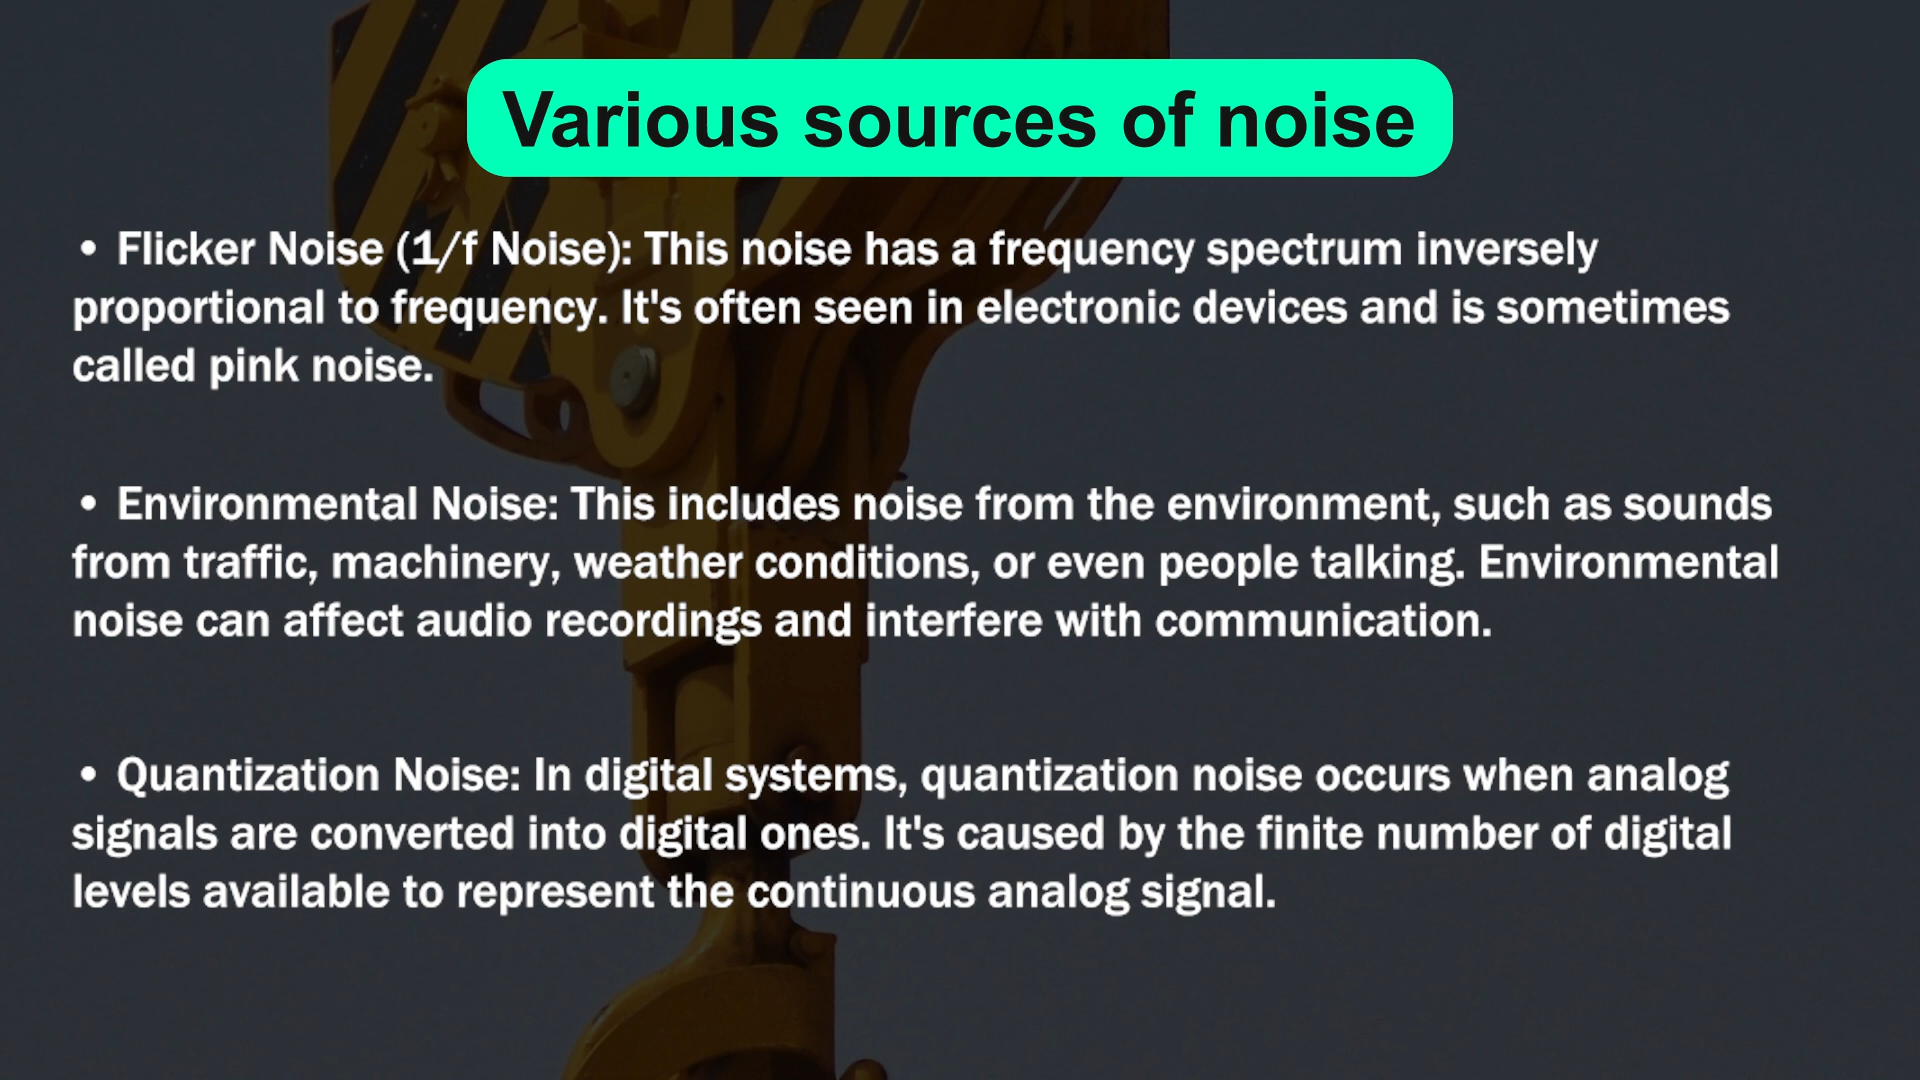 Various sources of noise
• Flicker Noise (1/f Noise): This noise has a frequency spectrum inversely
proportional to frequency. It's often seen in electronic devices and is sometimes
called pink noise.
• Environmental Noise: This includes noise from the environment, such as sounds
from traffic, machinery, weather conditions, or even people talking. Environmental
noise can affect audio recordings and interfere with communication.
• Quantization Noise: In digital systems, quantization noise occurs when analog
signals are converted into digital ones. It's caused by the finite number of digital
levels available to represent the continuous analog signal.